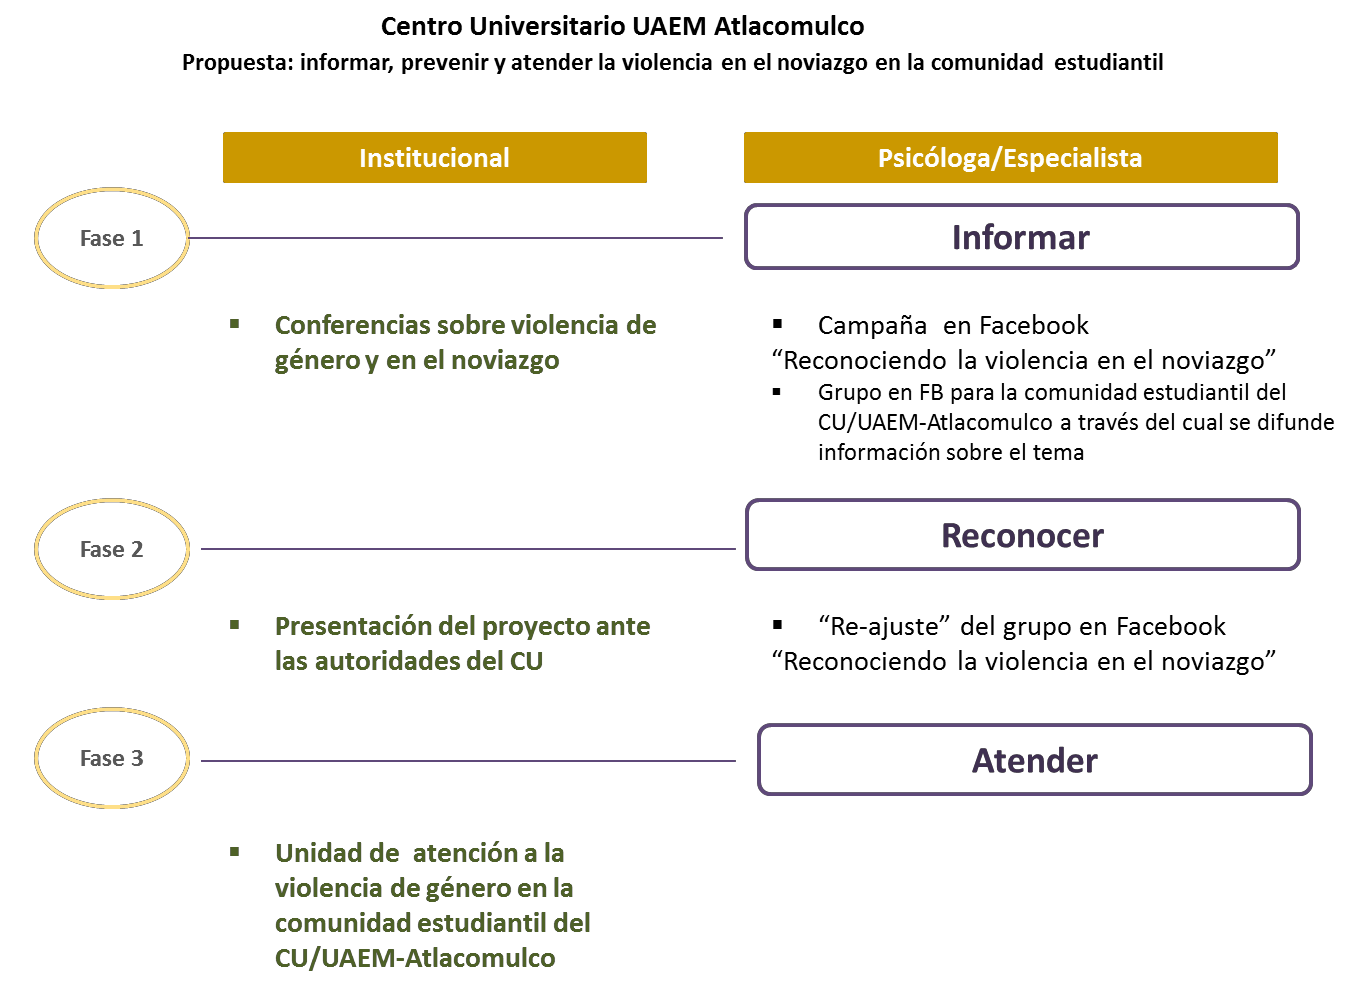 Centro Universitario UAEM Atlacomulco
Propuesta: informar, prevenir y atender la violencia en el noviazgo en la comunidad estudiantil
Institucional
Psicóloga/Especialista
Fase 1
Informar
▪ Conferencias sobre violencia de
género y en el noviazgo
▪ Campaña en Facebook
“Reconociendo la violencia en el noviazgo”
▪ Grupo en FB para la comunidad estudiantil del
CU/UAEM-Atlacomulco a través del cual se difunde
información sobre el tema
Fase 2
Reconocer
▪ Presentación del proyecto ante
las autoridades del CU
▪ “Re-ajuste” del grupo en Facebook
“Reconociendo la violencia en el noviazgo”
Fase 3
Atender
▪ Unidad de atención a la
violencia de género en la
comunidad estudiantil del
CU/UAEM-Atlacomulco